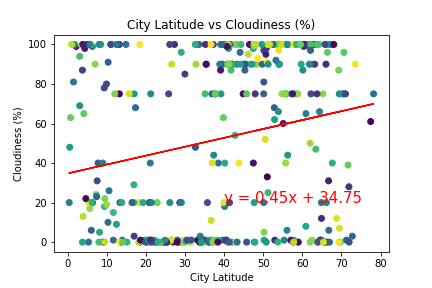 City Latitude vs Cloudiness (%)
Cloudiness (%)
100
80
60
40
20
0
y = 0.45x + 34.75
0 10 20 30 40 50 60 70 80
City Latitude